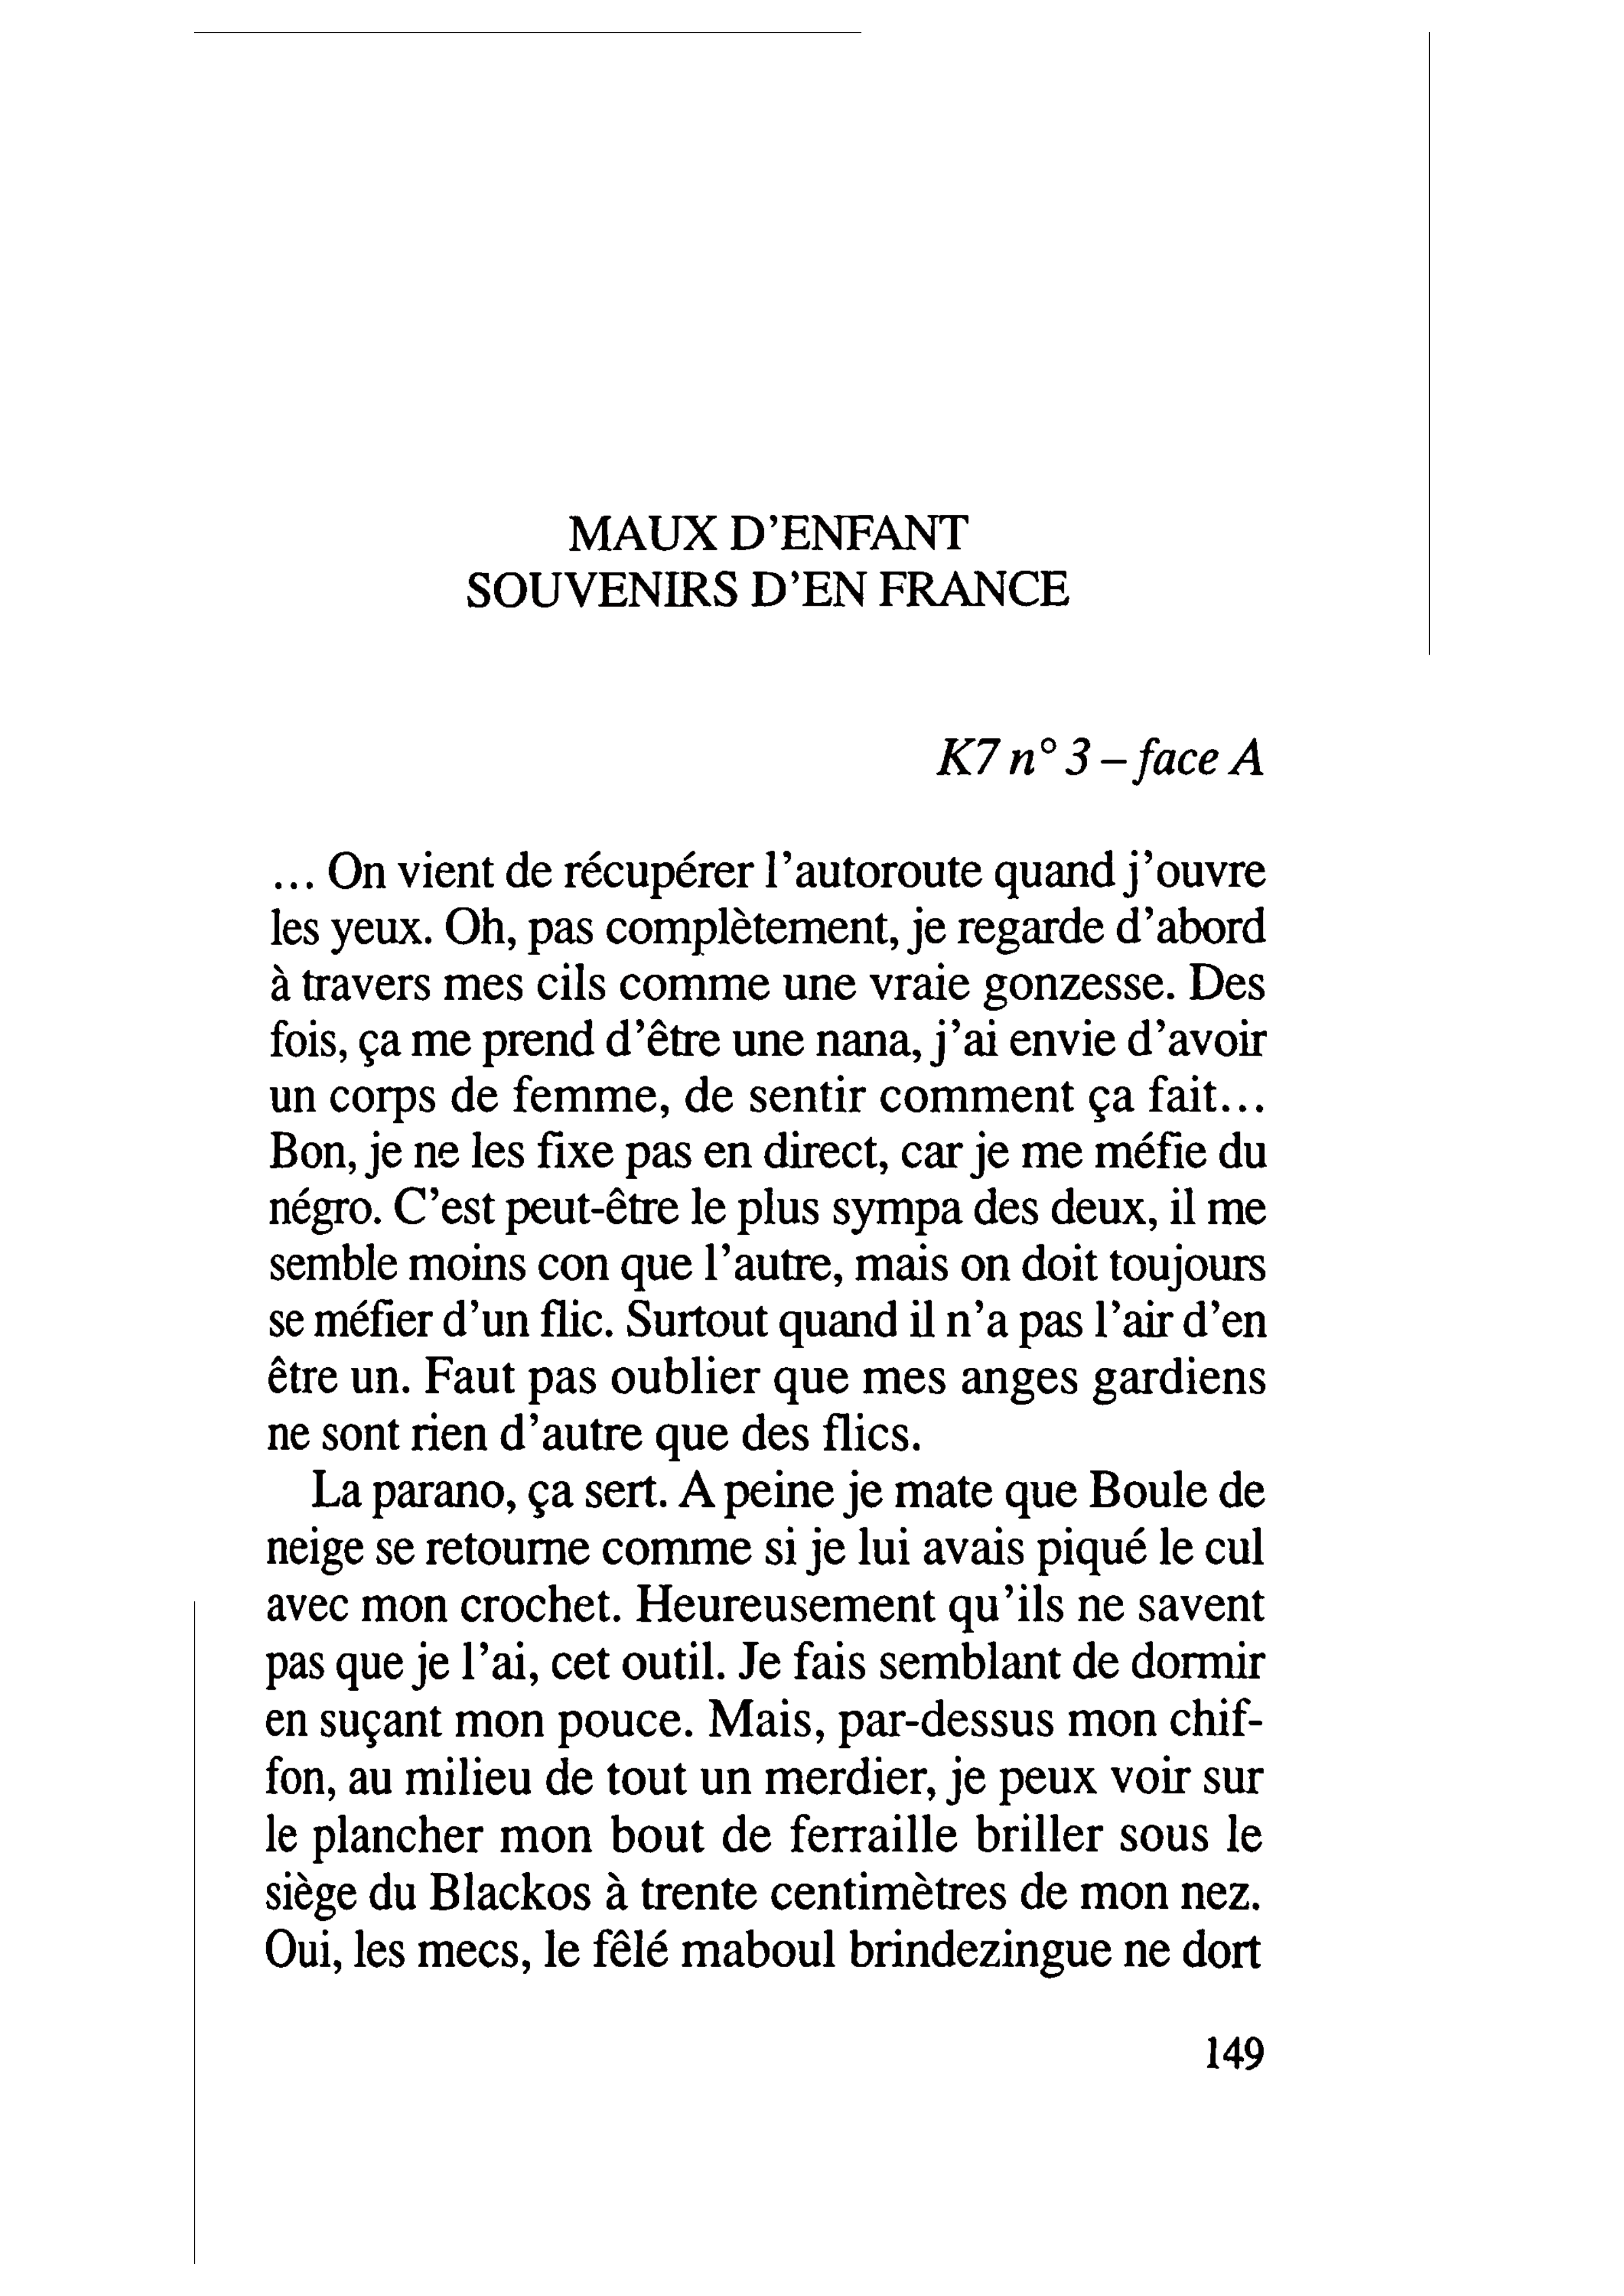 MAUX D'ENFANT
SOUVENIRS D'EN FRANCE
K7 n° 3 – face A
... On vient de récupérer l'autoroute quand j'ouvre
les yeux. Oh, pas complètement, je regarde d'abord
à travers mes cils comme une vraie gonzesse. Des
fois, ça me prend d'être une nana, j'ai envie d'avoir
un corps de femme, de sentir comment ça fait...
Bon, je ne les fixe pas en direct, car je me méfie du
négro. C'est peut-être le plus sympa des deux, il me
semble moins con que l'autre, mais on doit toujours
se méfier d'un flic. Surtout quand il n'a pas l'air d'en
être un. Faut pas oublier que mes anges gardiens
ne sont rien d'autre que des flics.
La parano, ça sert. A peine je mate que Boule de
neige se retourne comme si je lui avais piqué le cul
avec mon crochet. Heureusement qu'ils ne savent
pas que je l'ai, cet outil. Je fais semblant de dormir
en suçant mon pouce. Mais, par-dessus mon chif-
fon, au milieu de tout un merdier, je peux voir sur
le plancher mon bout de ferraille briller sous le
siège du Blackos à trente centimètres de mon nez.
Oui, les mecs, le fêlé maboul brindezingue ne dort
149